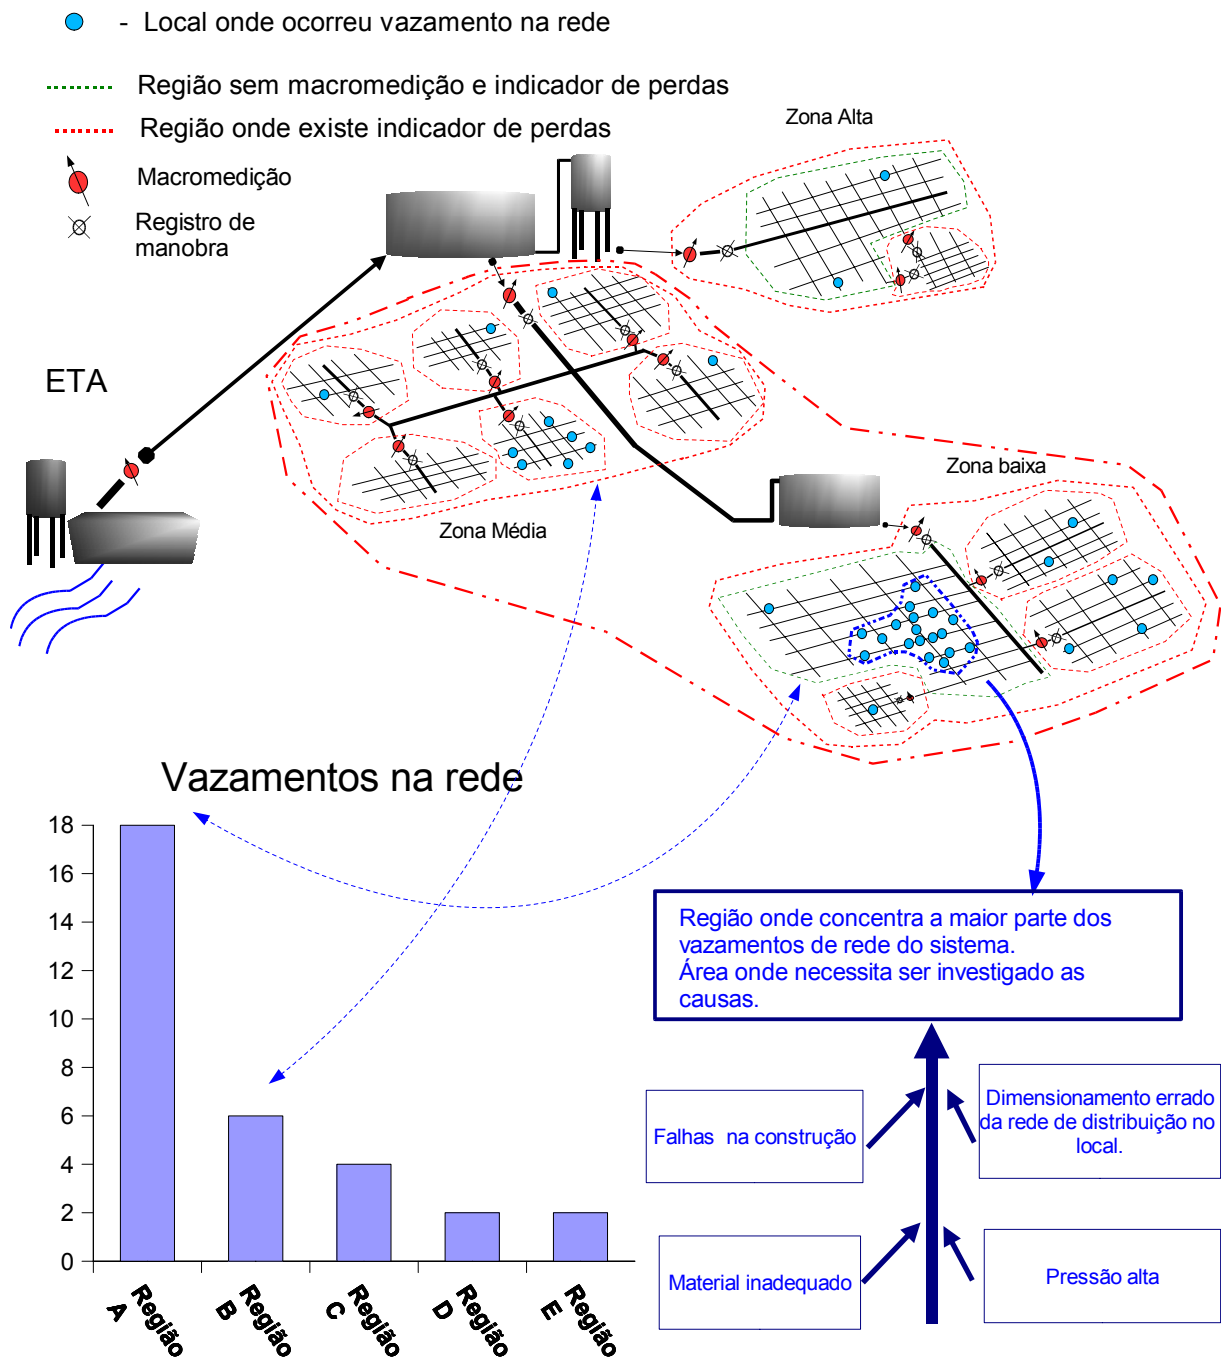 - Local onde ocorreu vazamento na rede
Região sem macromedição e indicador de perdas
Região onde existe indicador de perdas
Macromedição
Registro de
manobra
Zona Alta
ETA
Zona Média
Zona baixa
Vazamentos na rede
18
16
14
12
10
8
6
4
2
0
Região
A
Região
B
Região
C
Região
D
Região
E
Região onde concentra a maior parte dos
vazamentos de rede do sistema.
Área onde necessita ser investigado as
causas.
Falhas na construção
Dimensionamento errado
da rede de distribuição no
local.
Material inadequado
Pressão alta